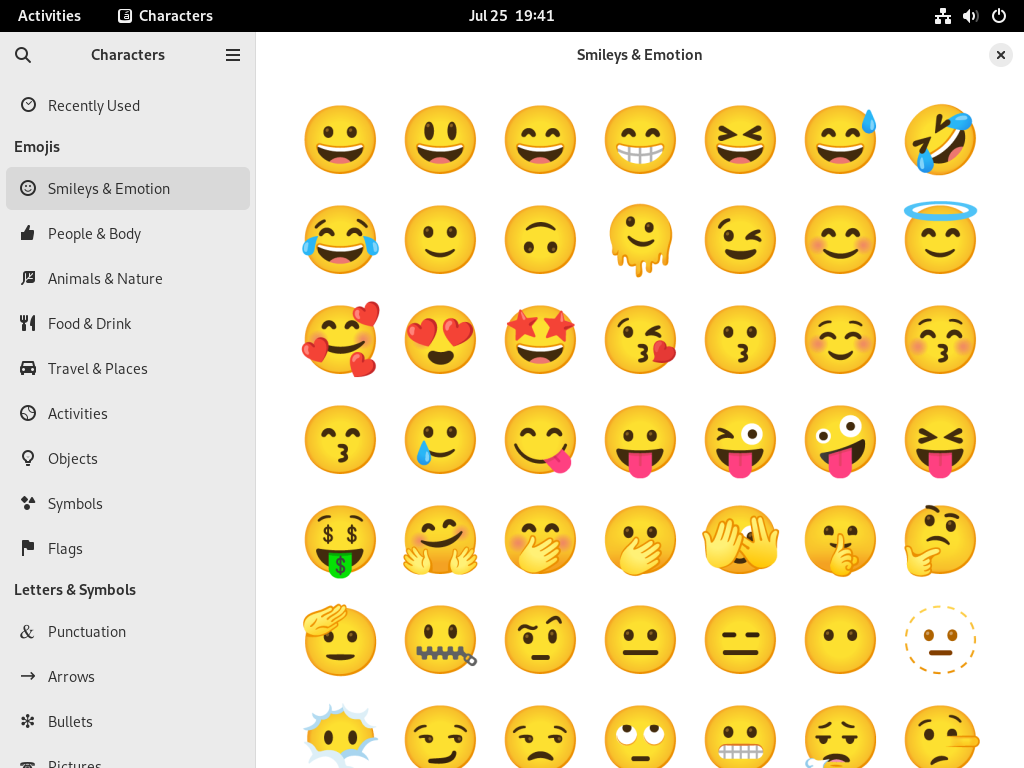 Activities
Characters
Jul 25 19:41
Characters
Smileys & Emotion
Recently Used
Emojis
Smileys & Emotion
People & Body
Animals & Nature
Food & Drink
Travel & Places
Activities
Objects
Symbols
Flags
Letters & Symbols
& Punctuation
Arrows
Bullets
Pictures